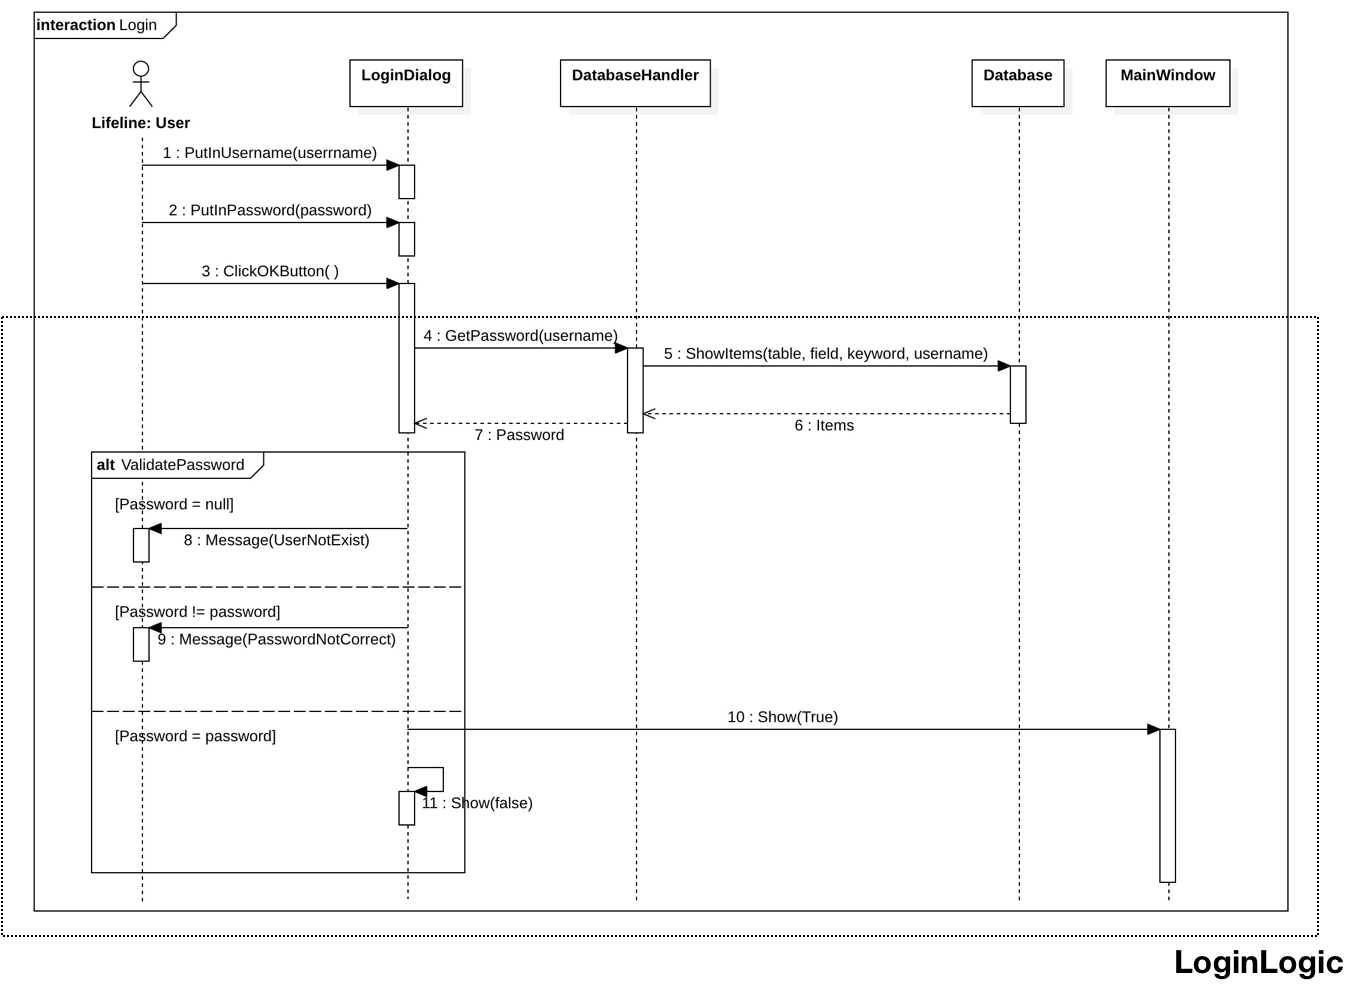 interaction Login
Lifeline: User
LoginDialog
DatabaseHandler
Database
MainWindow
1 : PutInUsername(userrname)
2 : PutInPassword(password)
3 : ClickOKButton( )
4 : GetPassword(username)
5 : ShowItems(table, field, keyword, username)
6 : Items
7 : Password
alt ValidatePassword
[Password = null]
8 : Message(UserNotExist)
[Password != password]
9 : Message(PasswordNotCorrect)
10 : Show(True)
[Password = password]
11 : Show(false)
LoginLogic